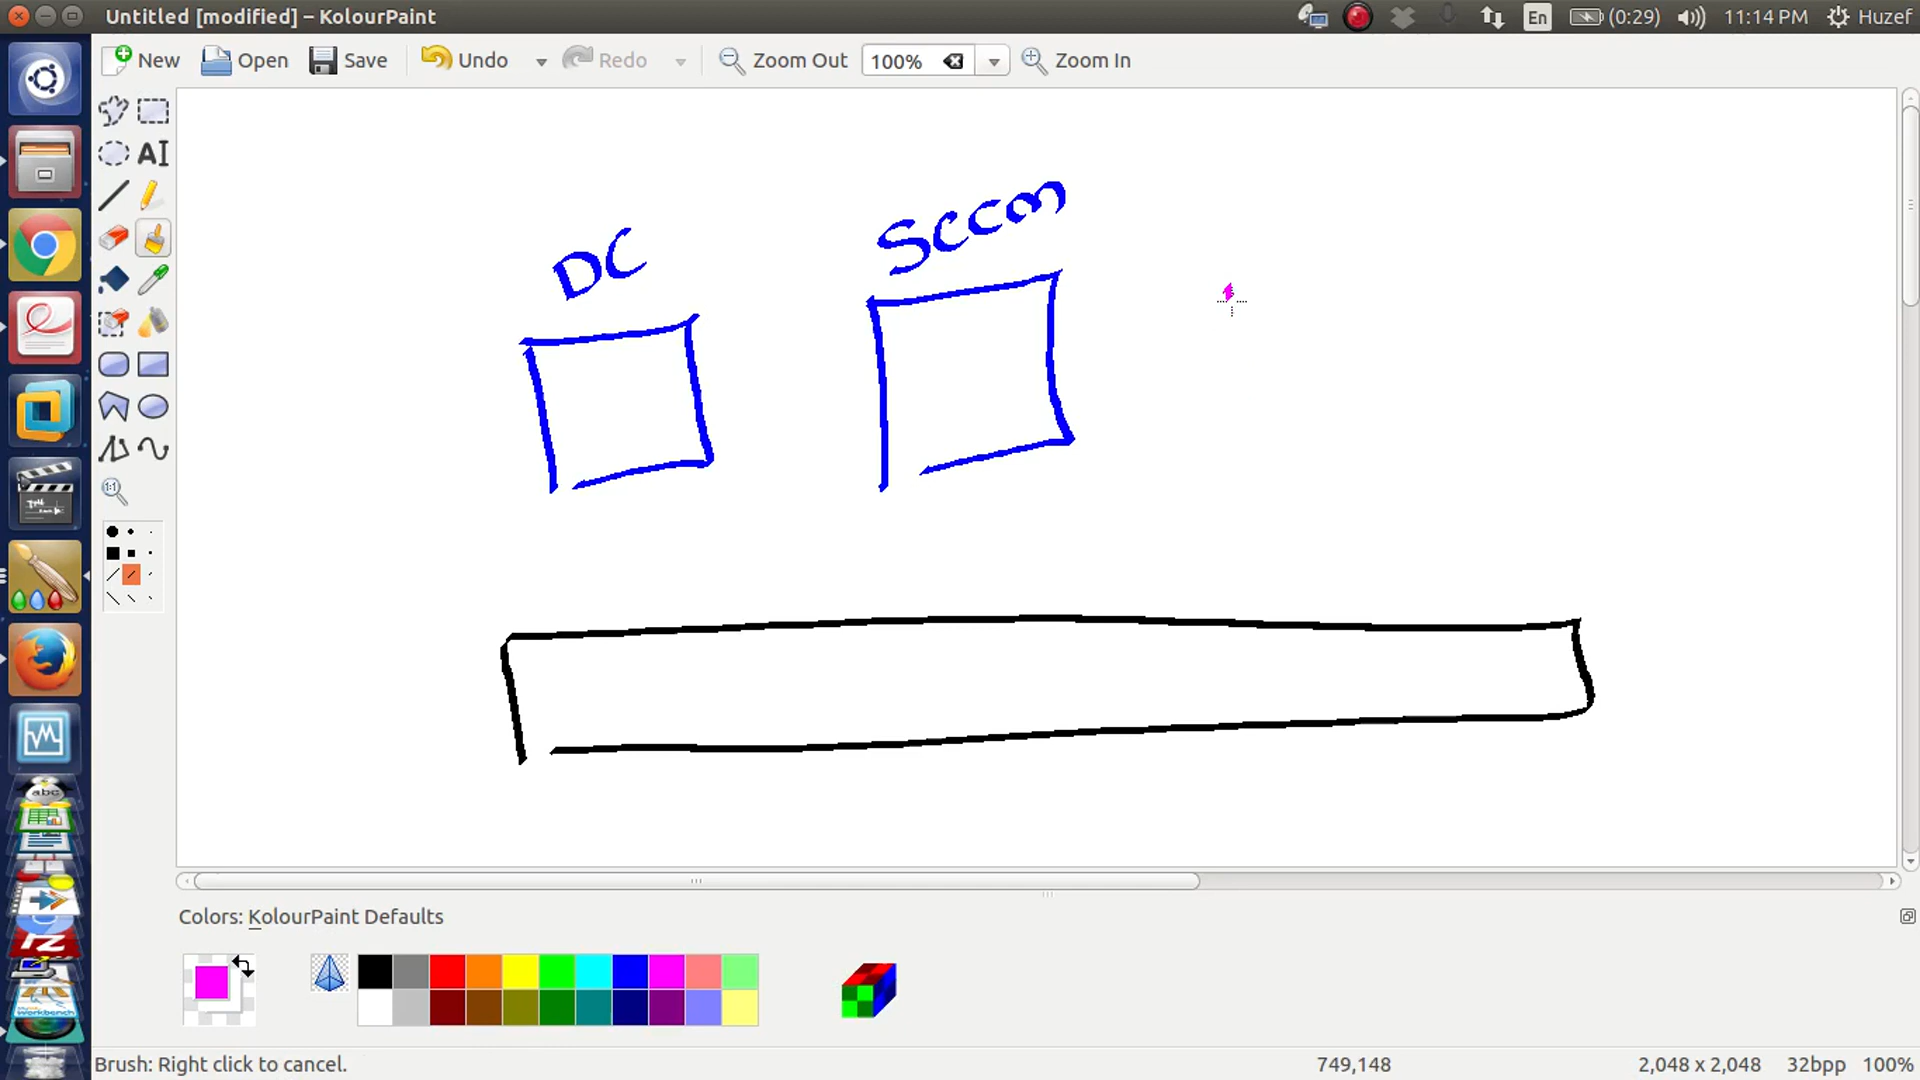 Untitled [modified] – KolourPaint
En
(0:29)
11:14 PM
Huzef
New
Open
Save
Undo
Redo
Zoom Out
100%
Zoom In
DC
Sccm
Colors: KolourPaint Defaults
Brush: Right click to cancel.
749,148
2,048 x 2,048
32bpp
100%